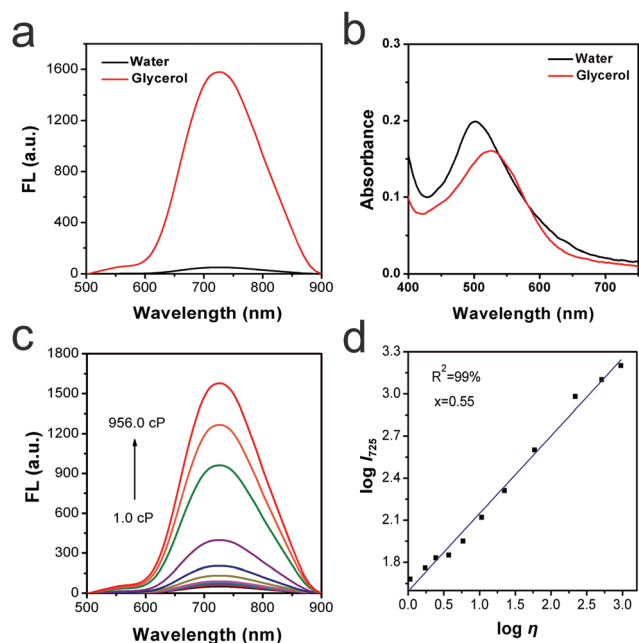 a
1600
1200
800
400
0
500 600 700 800 900
FL (a.u.)
Wavelength (nm)
Water
Glycerol
b
0.3
0.2
0.1
0.0
400 500 600 700
Absorbance
Wavelength (nm)
Water
Glycerol
c
1800
1500
1200
900
600
300
0
500 600 700 800 900
FL (a.u.)
Wavelength (nm)
956.0 cP
1.0 cP
d
3.3
3.0
2.7
2.4
2.1
1.8
0.0 0.5 1.0 1.5 2.0 2.5 3.0
log I₇₂₅
log η
R²=99%
x=0.55